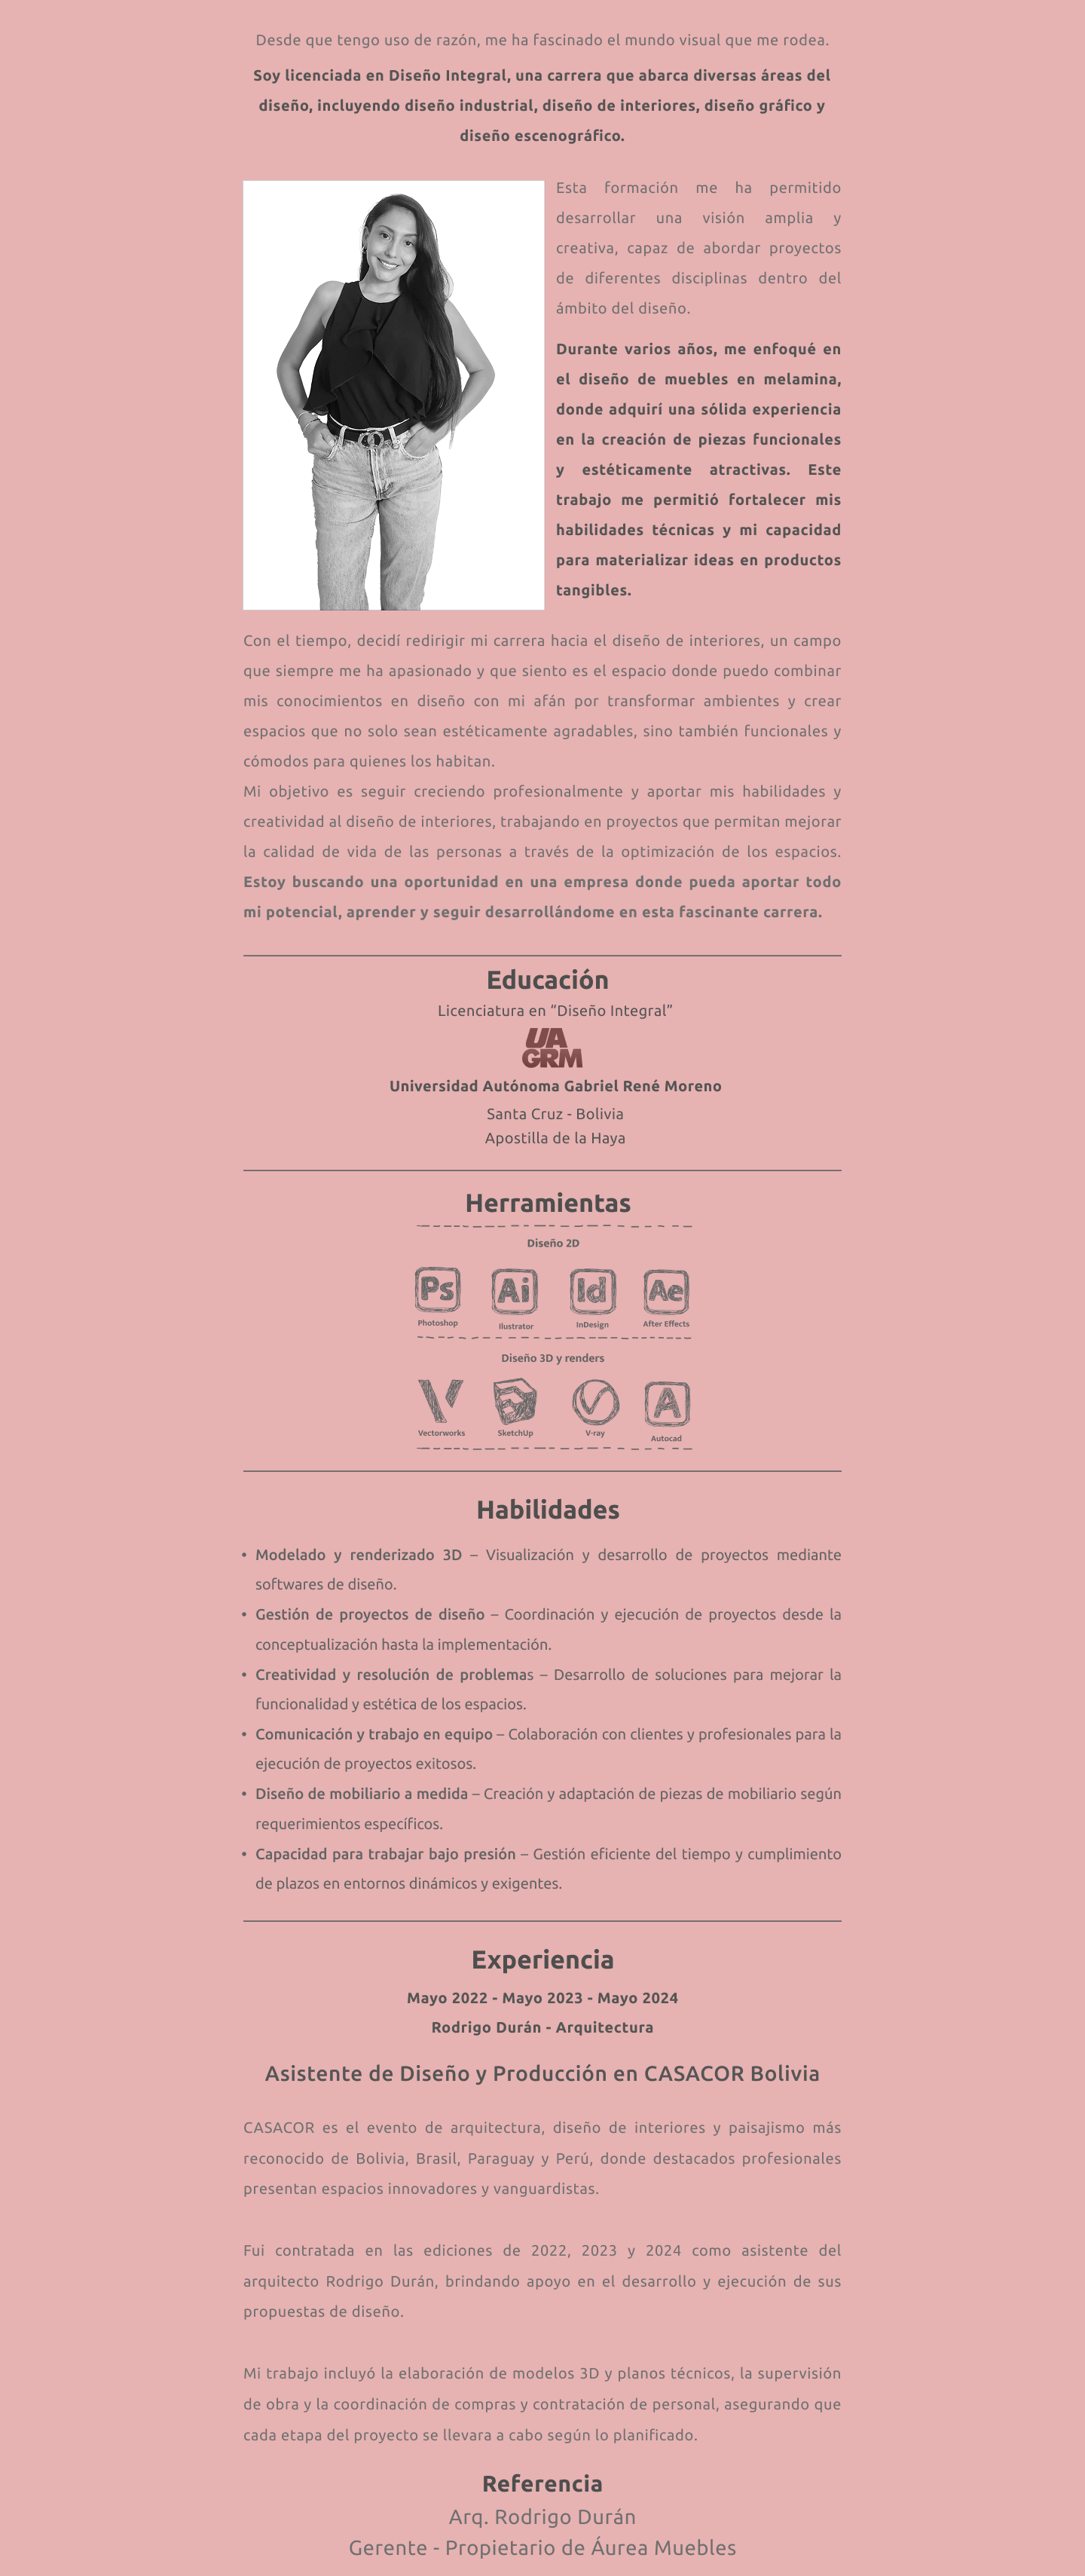 Desde que tengo uso de razón, me ha fascinado el mundo visual que me rodea.
Soy licenciada en Diseño Integral, una carrera que abarca diversas áreas del
diseño, incluyendo diseño industrial, diseño de interiores, diseño gráfico y
diseño escenográfico.
Esta formación me ha permitido
desarrollar una visión amplia y
creativa, capaz de abordar proyectos
de diferentes disciplinas dentro del
ámbito del diseño.
Durante varios años, me enfoqué en
el diseño de muebles en melamina,
donde adquirí una sólida experiencia
en la creación de piezas funcionales
y estéticamente atractivas. Este
trabajo me permitió fortalecer mis
habilidades técnicas y mi capacidad
para materializar ideas en productos
tangibles.
Con el tiempo, decidí redirigir mi carrera hacia el diseño de interiores, un campo
que siempre me ha apasionado y que siento es el espacio donde puedo combinar
mis conocimientos en diseño con mi afán por transformar ambientes y crear
espacios que no solo sean estéticamente agradables, sino también funcionales y
cómodos para quienes los habitan.
Mi objetivo es seguir creciendo profesionalmente y aportar mis habilidades y
creatividad al diseño de interiores, trabajando en proyectos que permitan mejorar
la calidad de vida de las personas a través de la optimización de los espacios.
Estoy buscando una oportunidad en una empresa donde pueda aportar todo
mi potencial, aprender y seguir desarrollándome en esta fascinante carrera.
Educación
Licenciatura en “Diseño Integral”
UA
GRM
Universidad Autónoma Gabriel René Moreno
Santa Cruz - Bolivia
Apostilla de la Haya
Herramientas
Diseño 2D
Ps Ai Id Ae
Photoshop Ilustrator InDesign After Effects
Diseño 3D y renders
Vectorworks SketchUp V-ray Autocad
Habilidades
• Modelado y renderizado 3D – Visualización y desarrollo de proyectos mediante
softwares de diseño.
• Gestión de proyectos de diseño – Coordinación y ejecución de proyectos desde la
conceptualización hasta la implementación.
• Creatividad y resolución de problemas – Desarrollo de soluciones para mejorar la
funcionalidad y estética de los espacios.
• Comunicación y trabajo en equipo – Colaboración con clientes y profesionales para la
ejecución de proyectos exitosos.
• Diseño de mobiliario a medida – Creación y adaptación de piezas de mobiliario según
requerimientos específicos.
• Capacidad para trabajar bajo presión – Gestión eficiente del tiempo y cumplimiento
de plazos en entornos dinámicos y exigentes.
Experiencia
Mayo 2022 - Mayo 2023 - Mayo 2024
Rodrigo Durán - Arquitectura
Asistente de Diseño y Producción en CASACOR Bolivia
CASACOR es el evento de arquitectura, diseño de interiores y paisajismo más
reconocido de Bolivia, Brasil, Paraguay y Perú, donde destacados profesionales
presentan espacios innovadores y vanguardistas.
Fui contratada en las ediciones de 2022, 2023 y 2024 como asistente del
arquitecto Rodrigo Durán, brindando apoyo en el desarrollo y ejecución de sus
propuestas de diseño.
Mi trabajo incluyó la elaboración de modelos 3D y planos técnicos, la supervisión
de obra y la coordinación de compras y contratación de personal, asegurando que
cada etapa del proyecto se llevara a cabo según lo planificado.
Referencia
Arq. Rodrigo Durán
Gerente - Propietario de Áurea Muebles